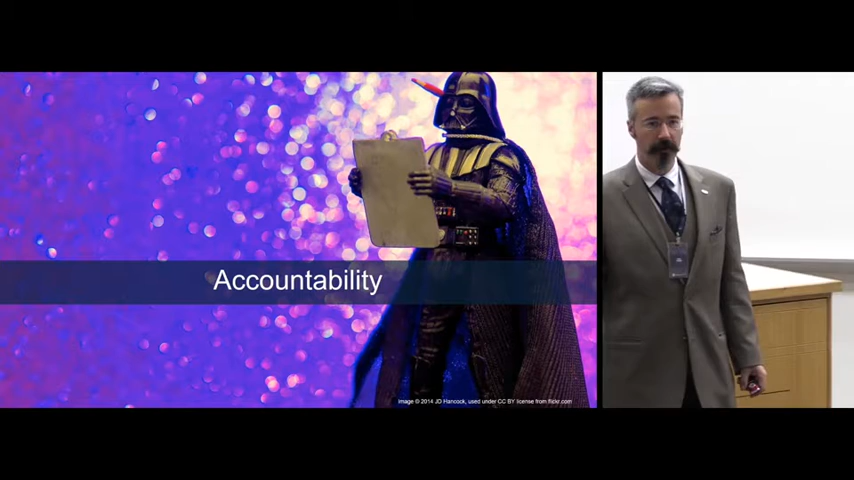 Accountability
image © 2014 JD Hancock, used under CC BY license from flickr.com